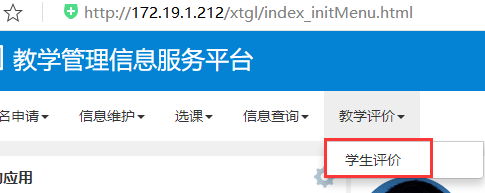 http://172.19.1.212/xtgl/index_initMenu.html
教学管理信息服务平台
名申请 信息维护 选课 信息查询 教学评价
学生评价
的应用